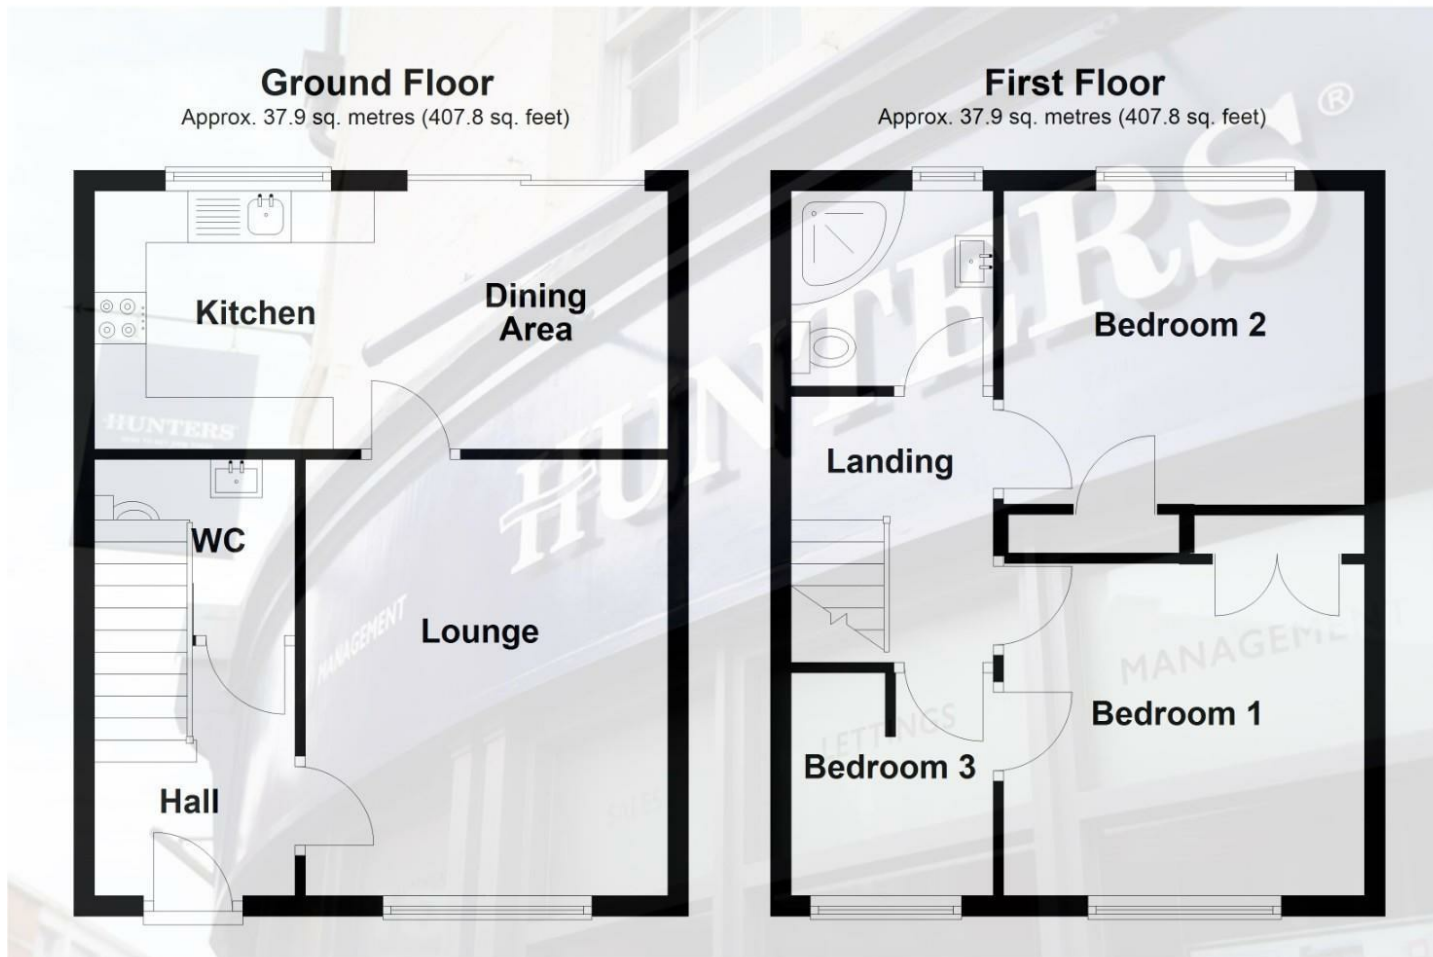 Ground Floor
Approx. 37.9 sq. metres (407.8 sq. feet)
First Floor
Approx. 37.9 sq. metres (407.8 sq. feet)
Kitchen
Dining
Area
WC
Lounge
Hall
Landing
Bedroom 2
Bedroom 1
Bedroom 3
HUNTERS®
HUNTERS
MANAGEMENT
MANAGEMENT
LETTINGS
SALES